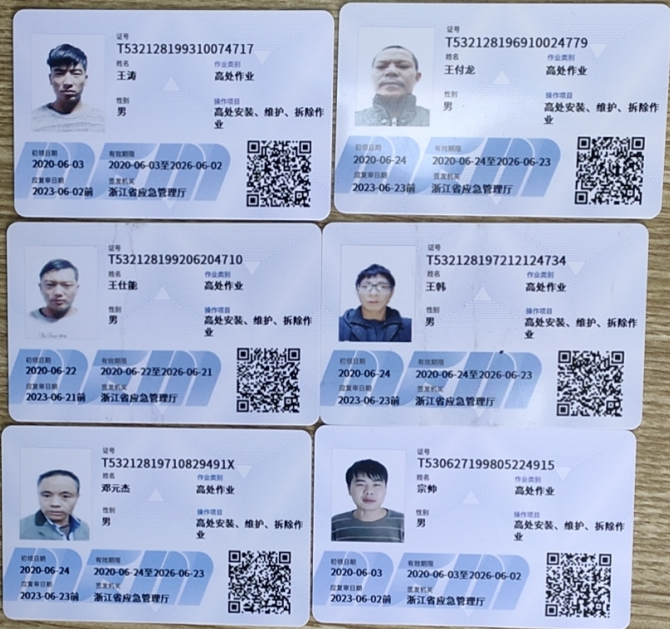 证号
T532128199310074717
姓名
作业类别
王涛
高处作业
性别
操作项目
男
高处安装、维护、拆除作
业
初领日期
有效期限
2020-06-03
2020-06-03至2026-06-02
应复审日期
签发机关
2023-06-02前
浙江省应急管理厅
证号
T532128196910024779
姓名
作业类别
王付龙
高处作业
性别
操作项目
男
高处安装、维护、拆除作
业
初领日期
有效期限
2020-06-24
2020-06-24至2026-06-23
应复审日期
签发机关
2023-06-23前
浙江省应急管理厅
证号
T532128199206204710
姓名
作业类别
王仕能
高处作业
性别
操作项目
男
高处安装、维护、拆除作
业
初领日期
有效期限
2020-06-22
2020-06-22至2026-06-21
应复审日期
签发机关
2023-06-21前
浙江省应急管理厅
证号
T532128197212124734
姓名
作业类别
王韩
高处作业
性别
操作项目
男
高处安装、维护、拆除作
业
初领日期
有效期限
2020-06-24
2020-06-24至2026-06-23
应复审日期
签发机关
2023-06-23前
浙江省应急管理厅
证号
T53212819710829491X
姓名
作业类别
邓元杰
高处作业
性别
操作项目
男
高处安装、维护、拆除作
业
初领日期
有效期限
2020-06-24
2020-06-24至2026-06-23
应复审日期
签发机关
2023-06-23前
浙江省应急管理厅
证号
T530627199805224915
姓名
作业类别
宗帅
高处作业
性别
操作项目
男
高处安装、维护、拆除作
业
初领日期
有效期限
2020-06-03
2020-06-03至2026-06-02
应复审日期
签发机关
2023-06-02前
浙江省应急管理厅